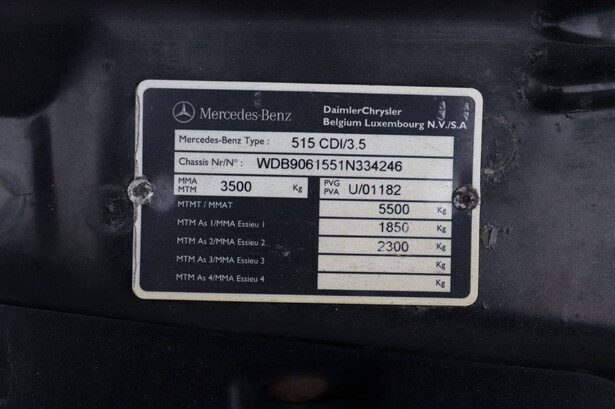 Mercedes-Benz
DaimlerChrysler
Belgium Luxembourg N.V./S.A
Mercedes-Benz Type : 515 CDI/3.5
Chassis Nr/N° : WDB9061551N334246
MMA
MTM 3500 Kg
PVG
PVA U/01182
MTMT / MMAT 5500 Kg
MTM As 1/MMA Essieu 1 1850 Kg
MTM As 2/MMA Essieu 2 2300 Kg
MTM As 3/MMA Essieu 3 Kg
MTM As 4/MMA Essieu 4 Kg